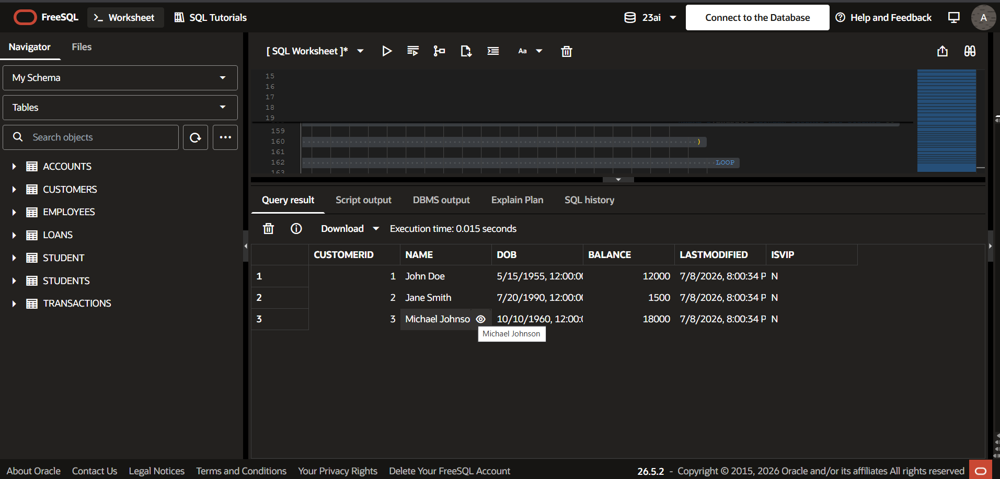 FreeSQL
Worksheet
SQL Tutorials
23ai
Connect to the Database
Help and Feedback
A
Navigator
Files
My Schema
Tables
Search objects
ACCOUNTS
CUSTOMERS
EMPLOYEES
LOANS
STUDENT
STUDENTS
TRANSACTIONS
[ SQL Worksheet ]*
Aa
15
16
17
18
19
159
160 )
161
162 LOOP
163
Query result
Script output
DBMS output
Explain Plan
SQL history
Download
Execution time: 0.015 seconds
CUSTOMERID NAME DOB BALANCE LASTMODIFIED ISVIP
1 1 John Doe 5/15/1955, 12:00:00 12000 7/8/2026, 8:00:34 P N
2 2 Jane Smith 7/20/1990, 12:00:00 1500 7/8/2026, 8:00:34 P N
3 3 Michael Johnso 10/10/1960, 12:00:0 18000 7/8/2026, 8:00:34 P N
Michael Johnson
About Oracle Contact Us Legal Notices Terms and Conditions Your Privacy Rights Delete Your FreeSQL Account
26.5.2 - Copyright © 2015, 2026 Oracle and/or its affiliates All rights reserved